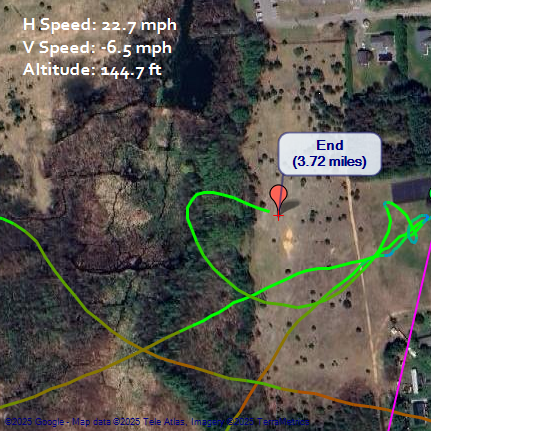 H Speed: 22.7 mph
V Speed: -6.5 mph
Altitude: 144.7 ft
End
(3.72 miles)
©2025 Google - Map data ©2025 Tele Atlas, Imagery ©2025 TerraMetrics